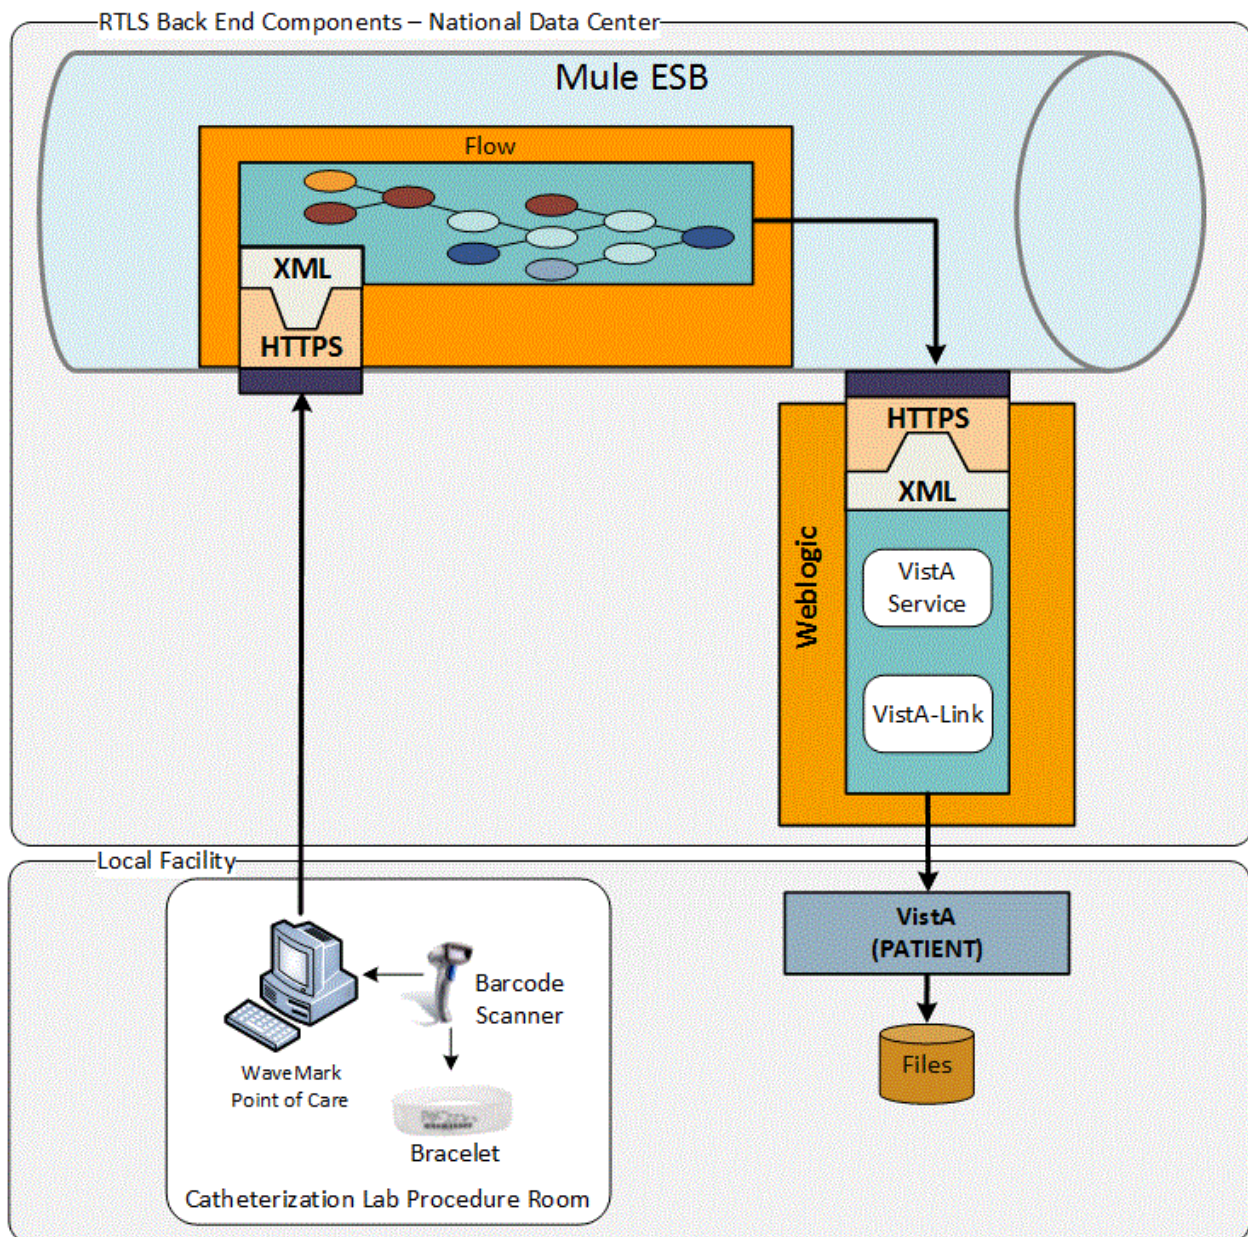 RTLS Back End Components – National Data Center
Mule ESB
Flow
XML
HTTPS
HTTPS
XML
Weblogic
VistA
Service
VistA-Link
Local Facility
VistA
(PATIENT)
Barcode
Scanner
WaveMark
Point of Care
Files
Bracelet
Catheterization Lab Procedure Room